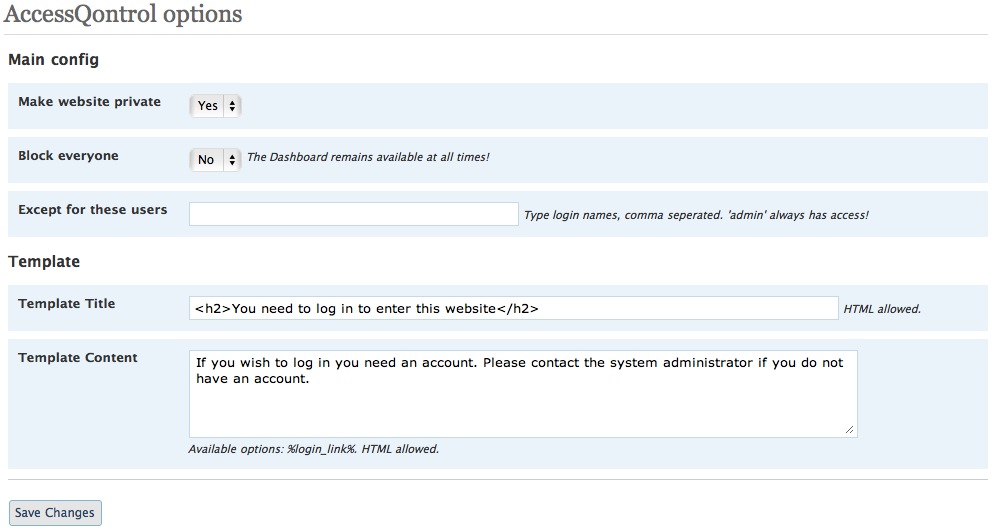 AccessQontrol options
Main config
Make website private Yes
Block everyone No The Dashboard remains available at all times!
Except for these users Type login names, comma seperated. 'admin' always has access!
Template
Template Title <h2>You need to log in to enter this website</h2> HTML allowed.
Template Content If you wish to log in you need an account. Please contact the system administrator if you do not
have an account.
Available options: %login_link%. HTML allowed.
Save Changes